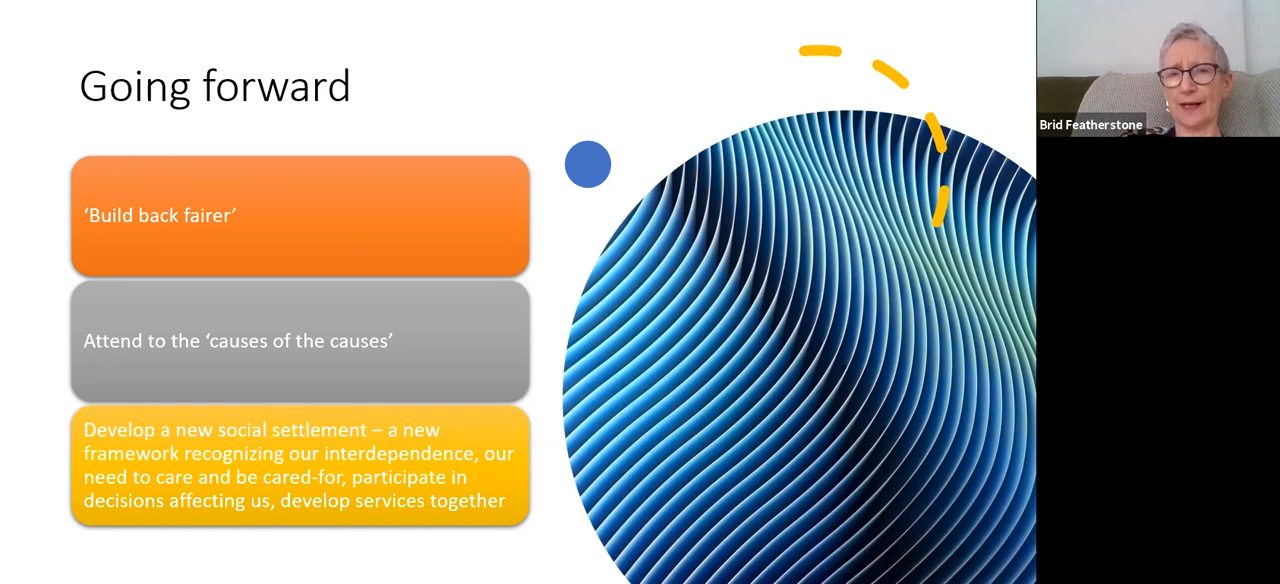 Going forward
‘Build back fairer’
Attend to the ‘causes of the causes’
Develop a new social settlement – a new
framework recognizing our interdependence, our
need to care and be cared-for, participate in
decisions affecting us, develop services together
Brid Featherstone